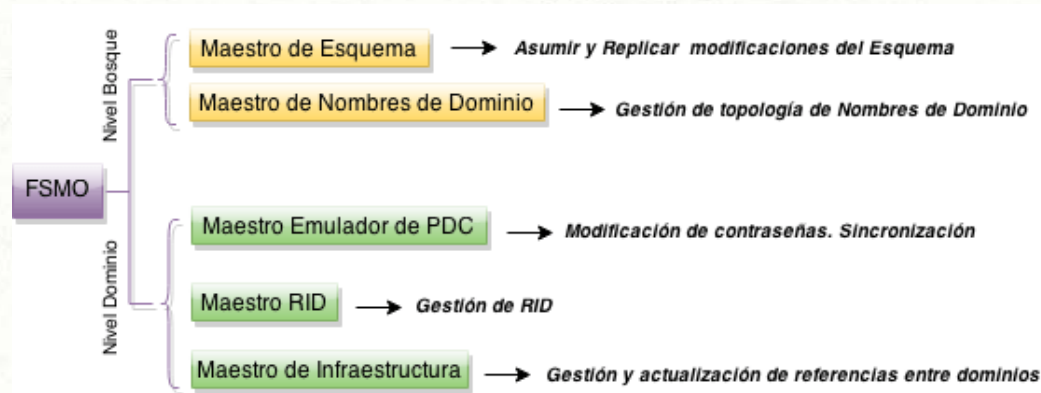 FSMO
Nivel Bosque
Maestro de Esquema
Asumir y Replicar modificaciones del Esquema
Maestro de Nombres de Dominio
Gestión de topología de Nombres de Dominio
Nivel Dominio
Maestro Emulador de PDC
Modificación de contraseñas. Sincronización
Maestro RID
Gestión de RID
Maestro de Infraestructura
Gestión y actualización de referencias entre dominios